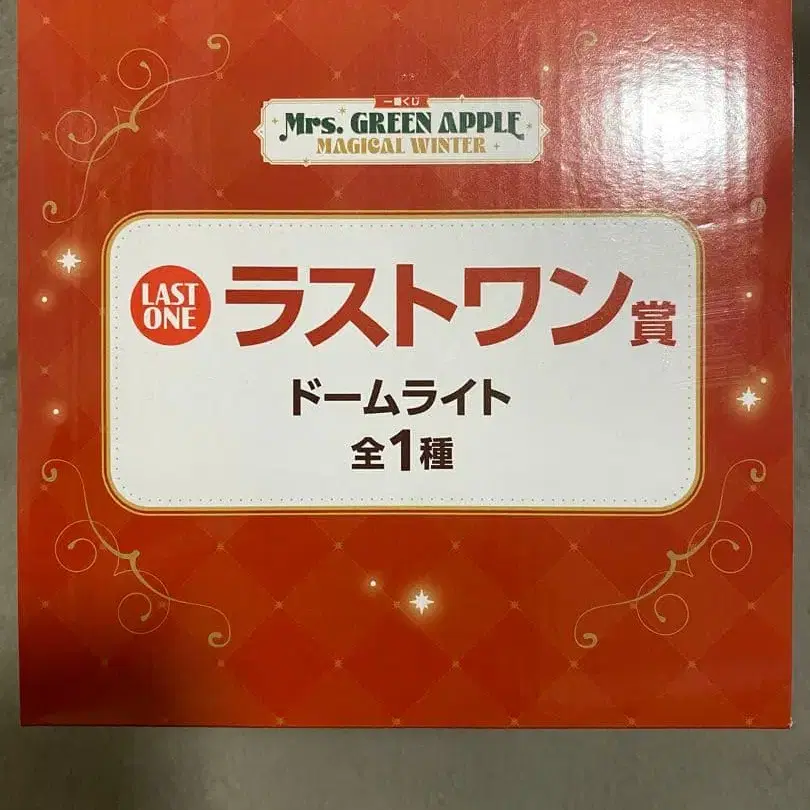 一番くじ
Mrs. GREEN APPLE
MAGICAL WINTER
LAST
ONE
ラストワン賞
ドームライト
全1種